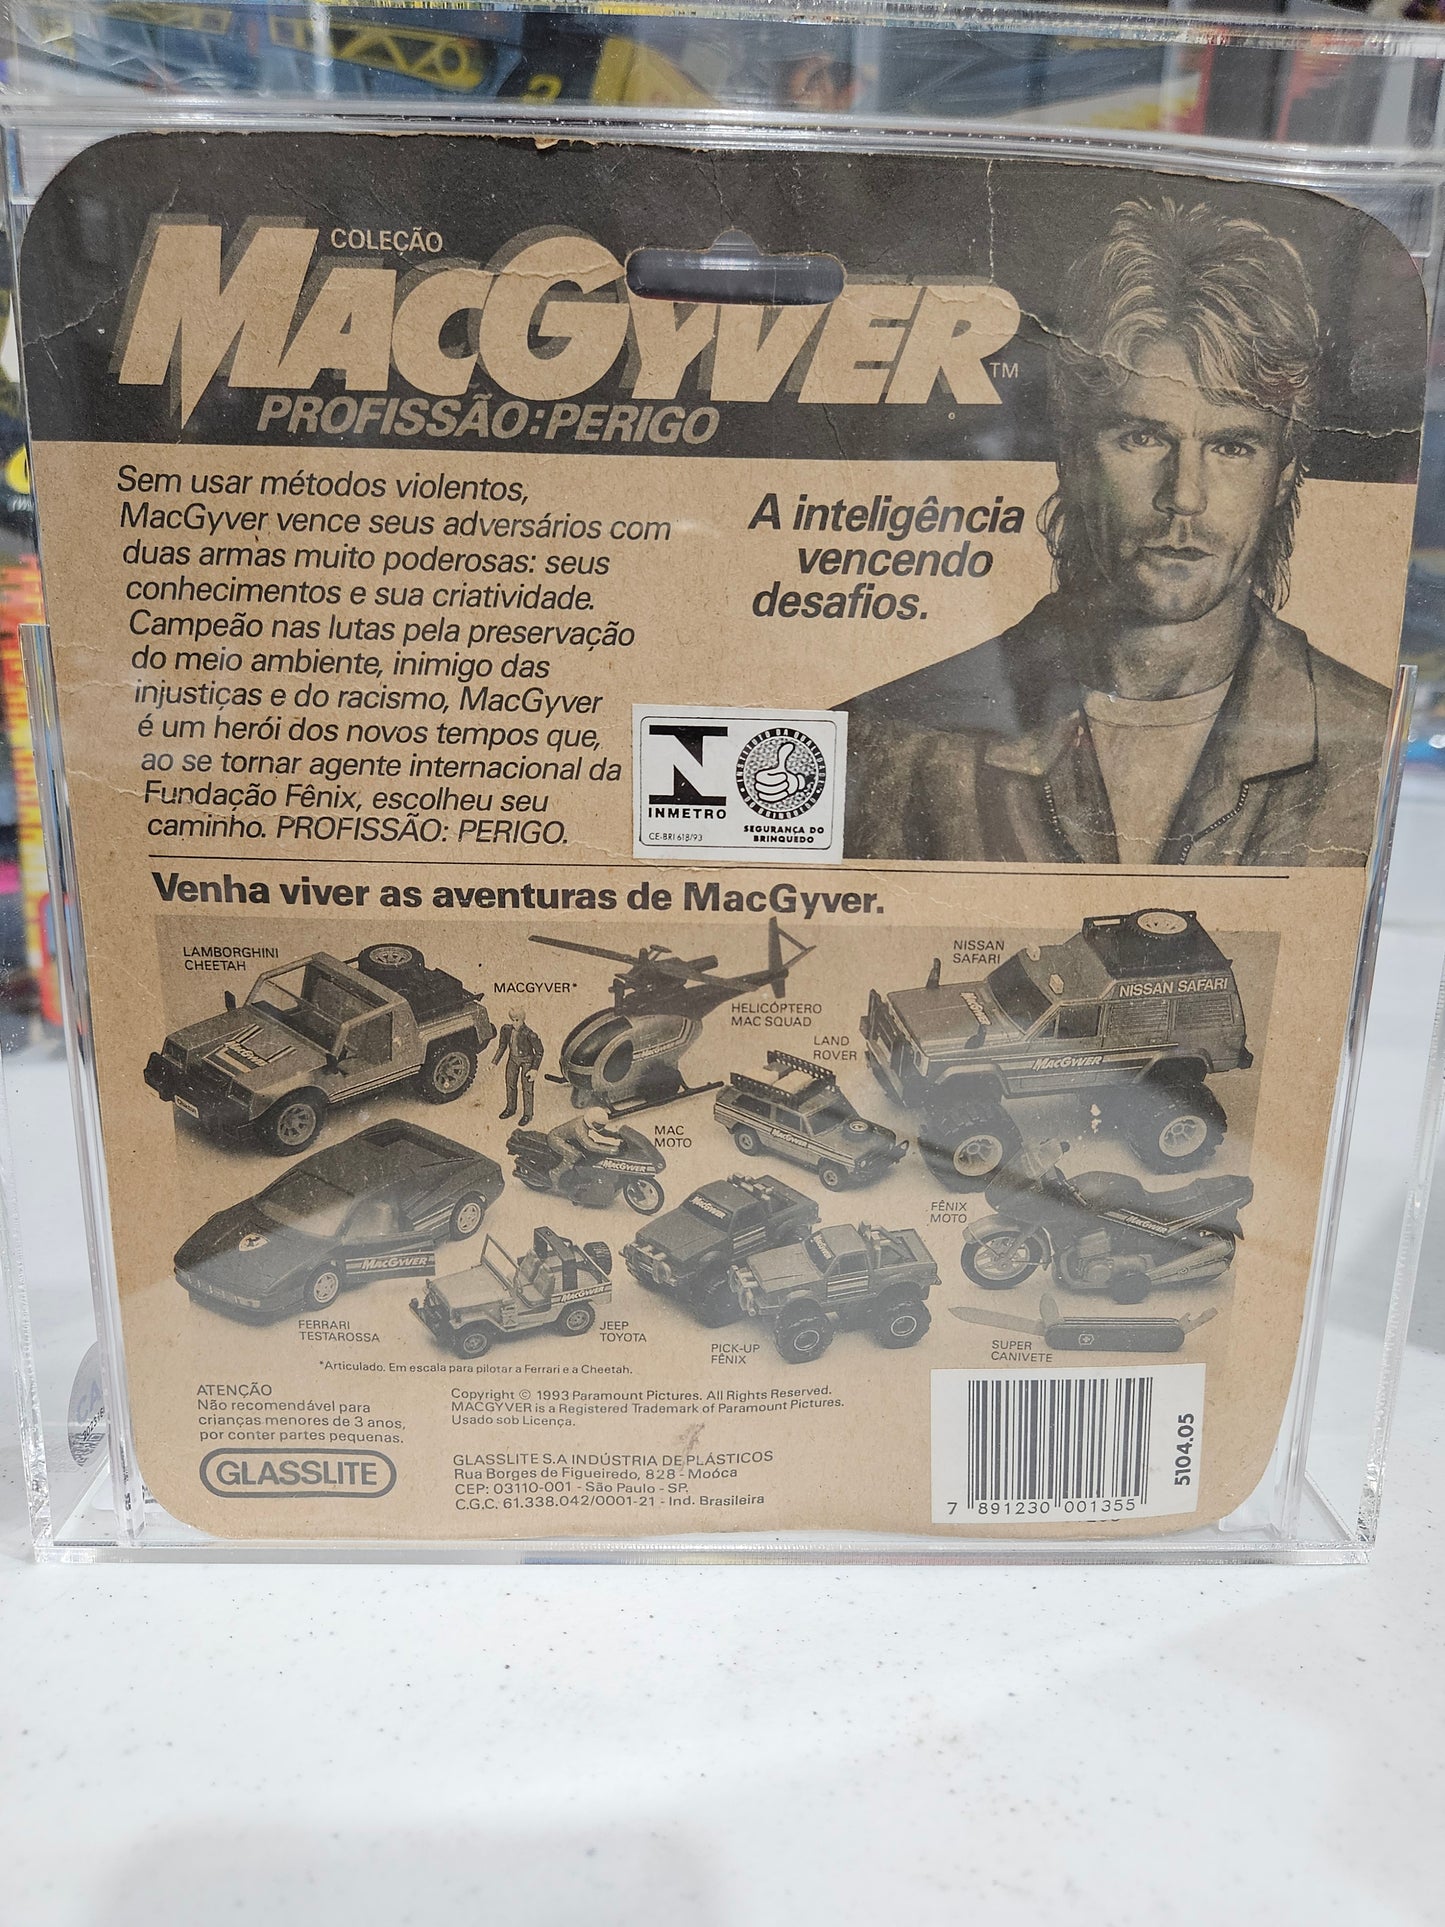 COLEÇÃO
MACGYVER™
PROFISSÃO: PERIGO
Sem usar métodos violentos,
MacGyver vence seus adversários com
duas armas muito poderosas: seus
conhecimentos e sua criatividade.
Campeão nas lutas pela preservação
do meio ambiente, inimigo das
injustiças e do racismo, MacGyver
é um herói dos novos tempos que,
ao se tornar agente internacional da
Fundação Fênix, escolheu seu
caminho. PROFISSÃO: PERIGO.
A inteligência
vencendo
desafios.
INMETRO
CE-BRI 618/93
SEGURANÇA DO
BRINQUEDO
Venha viver as aventuras de MacGyver.
LAMBORGHINI
CHEETAH
MACGYVER*
HELICÓPTERO
MAC SQUAD
NISSAN
SAFARI
NISSAN SAFARI
MACGYVER
LAND
ROVER
MAC
MOTO
MACGYVER
FÊNIX
MOTO
MACGYVER
FERRARI
TESTAROSSA
JEEP
TOYOTA
MACGYVER
PICK-UP
FÊNIX
SUPER
CANIVETE
*Articulado. Em escala para pilotar a Ferrari e a Cheetah.
ATENÇÃO
Não recomendável para
crianças menores de 3 anos,
por conter partes pequenas.
GLASSLITE
Copyright © 1993 Paramount Pictures. All Rights Reserved.
MACGYVER is a Registered Trademark of Paramount Pictures.
Usado sob Licença.
GLASSLITE S.A INDÚSTRIA DE PLÁSTICOS
Rua Borges de Figueiredo, 828 - Moóca
CEP: 03110-001 - São Paulo - SP,
C.G.C. 61.338.042/0001-21 - Ind. Brasileira
7 891230 001355
5104.05